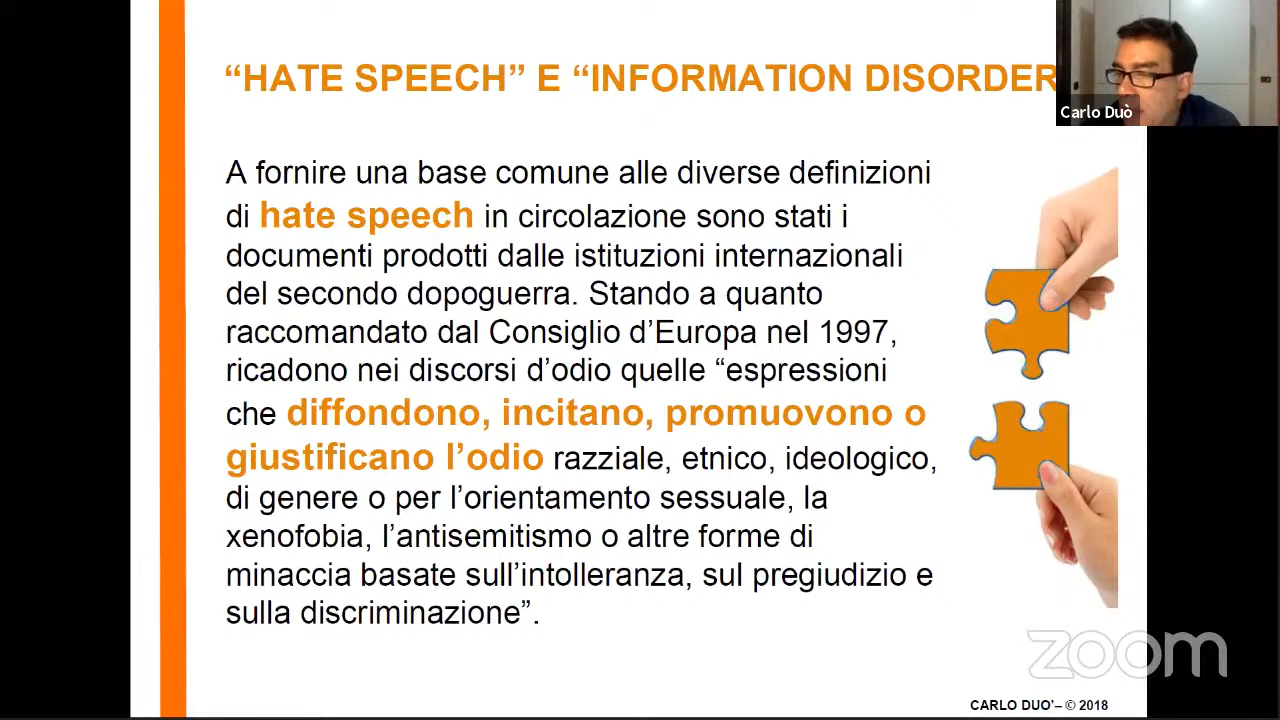 “HATE SPEECH” E “INFORMATION DISORDER
Carlo Duò
A fornire una base comune alle diverse definizioni
di hate speech in circolazione sono stati i
documenti prodotti dalle istituzioni internazionali
del secondo dopoguerra. Stando a quanto
raccomandato dal Consiglio d’Europa nel 1997,
ricadono nei discorsi d’odio quelle “espressioni
che diffondono, incitano, promuovono o
giustificano l’odio razziale, etnico, ideologico,
di genere o per l’orientamento sessuale, la
xenofobia, l’antisemitismo o altre forme di
minaccia basate sull’intolleranza, sul pregiudizio e
sulla discriminazione”.
zoom
CARLO DUO’– © 2018